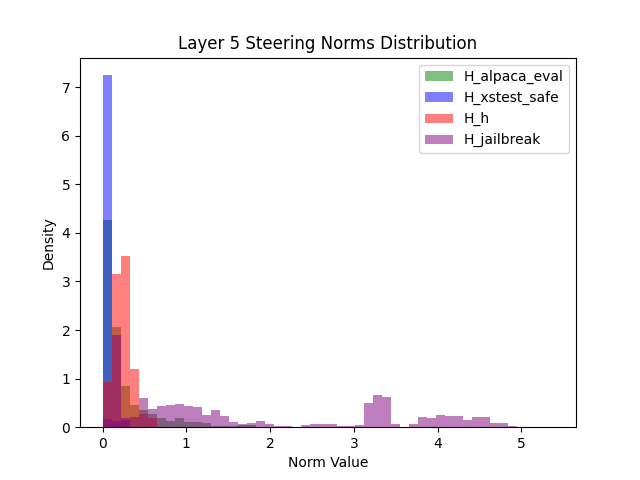 Layer 5 Steering Norms Distribution
H_alpaca_eval
H_xstest_safe
H_h
H_jailbreak
Density
7
6
5
4
3
2
1
0
0 1 2 3 4 5
Norm Value